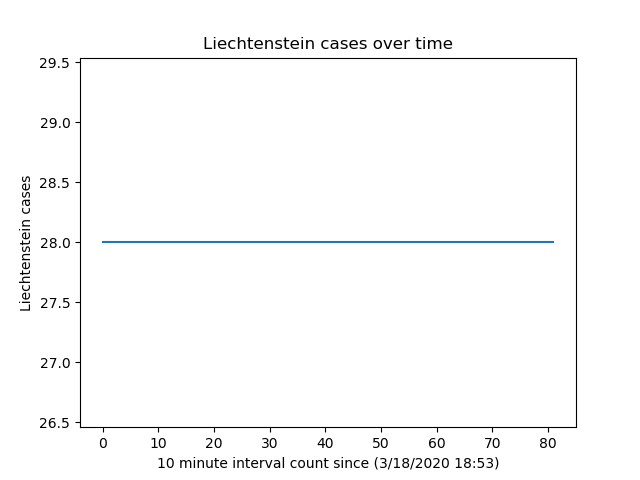 Liechtenstein cases over time
29.5
29.0
28.5
28.0
27.5
27.0
26.5
Liechtenstein cases
0 10 20 30 40 50 60 70 80
10 minute interval count since (3/18/2020 18:53)